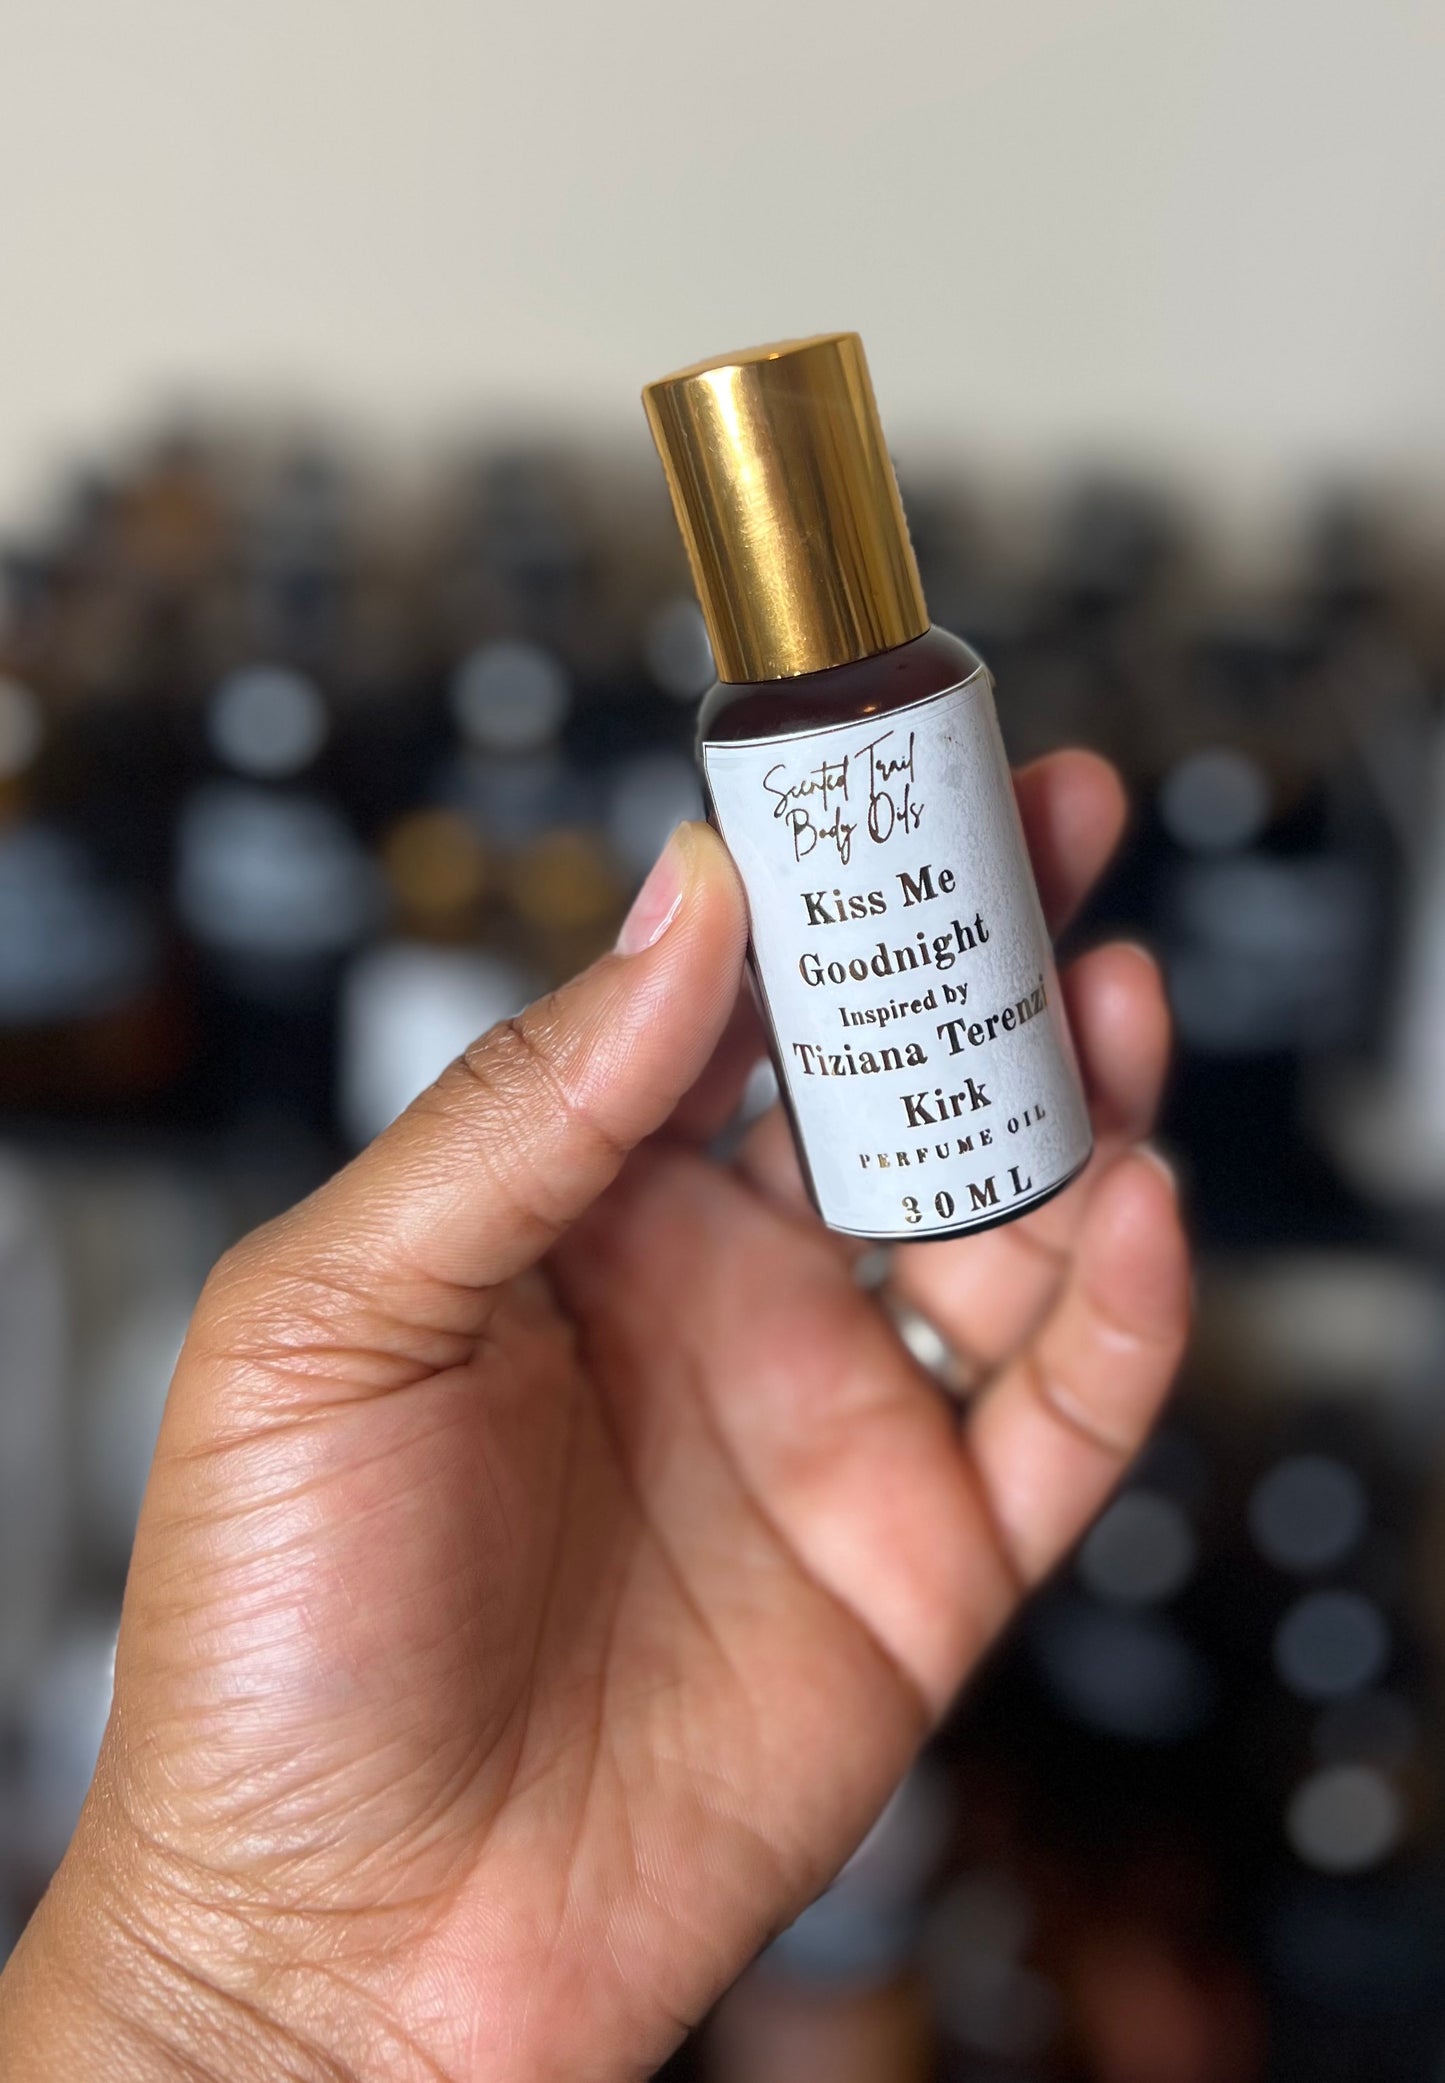 Scented Trail
Body Oils
Kiss Me
Goodnight
Inspired by
Tiziana Terenzi
Kirk
PERFUME OIL
30ML